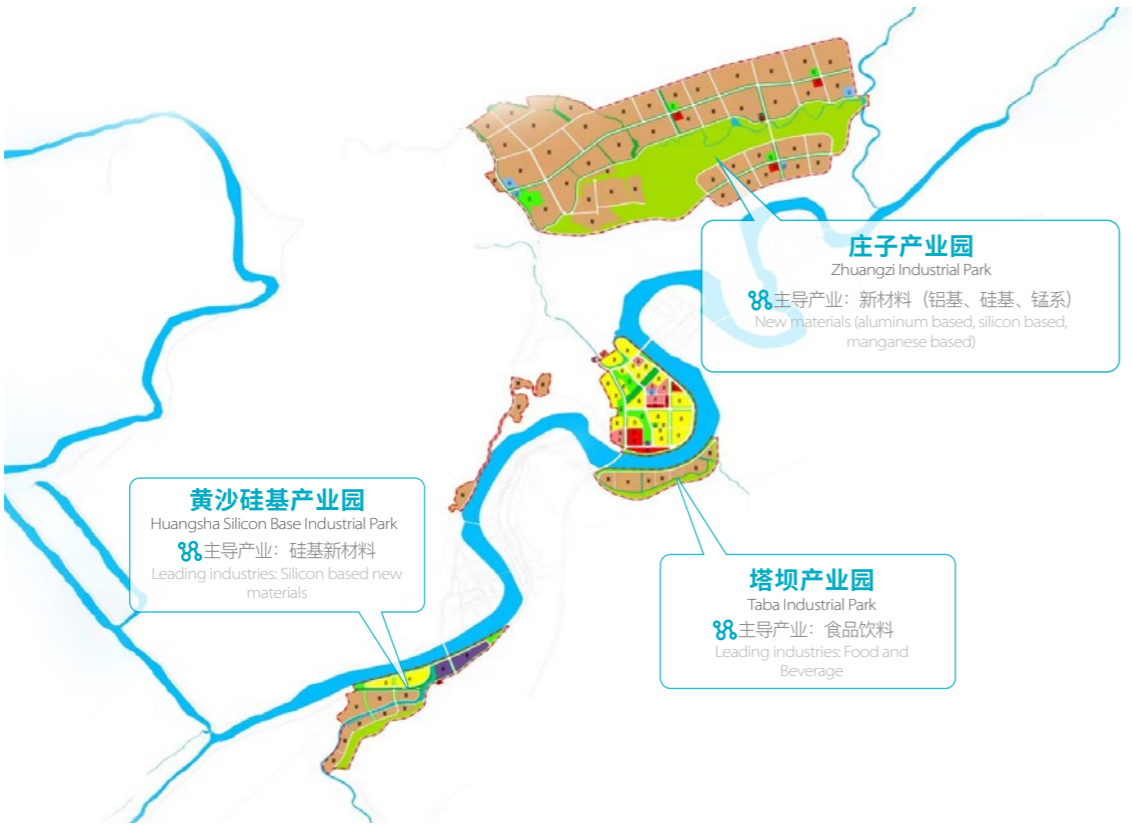 庄子产业园
Zhuangzi Industrial Park
主导产业：新材料（铝基、硅基、锰系）
New materials (aluminum based, silicon based,
manganese based)
黄沙硅基产业园
Huangsha Silicon Base Industrial Park
主导产业：硅基新材料
Leading industries: Silicon based new
materials
塔坝产业园
Taba Industrial Park
主导产业：食品饮料
Leading industries: Food and
Beverage